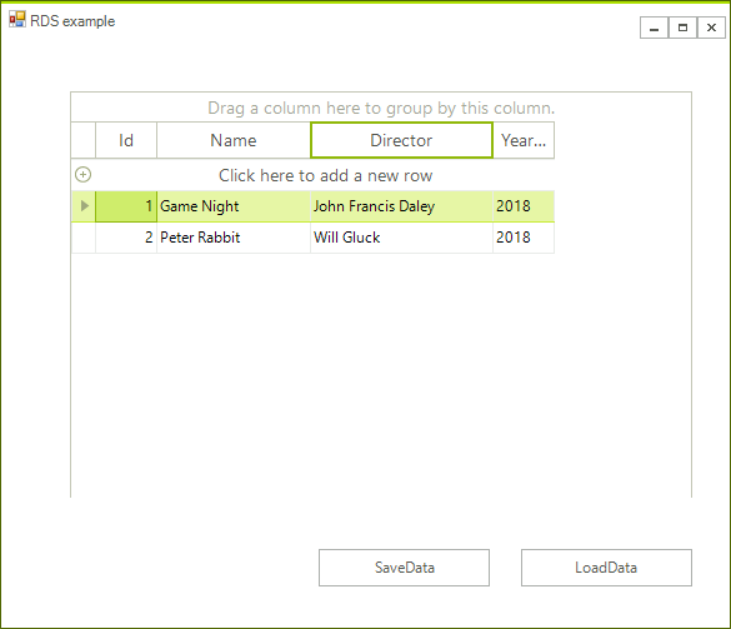 RDS example
Drag a column here to group by this column.
Id Name Director Year...
Click here to add a new row
1 Game Night John Francis Daley 2018
2 Peter Rabbit Will Gluck 2018
SaveData LoadData